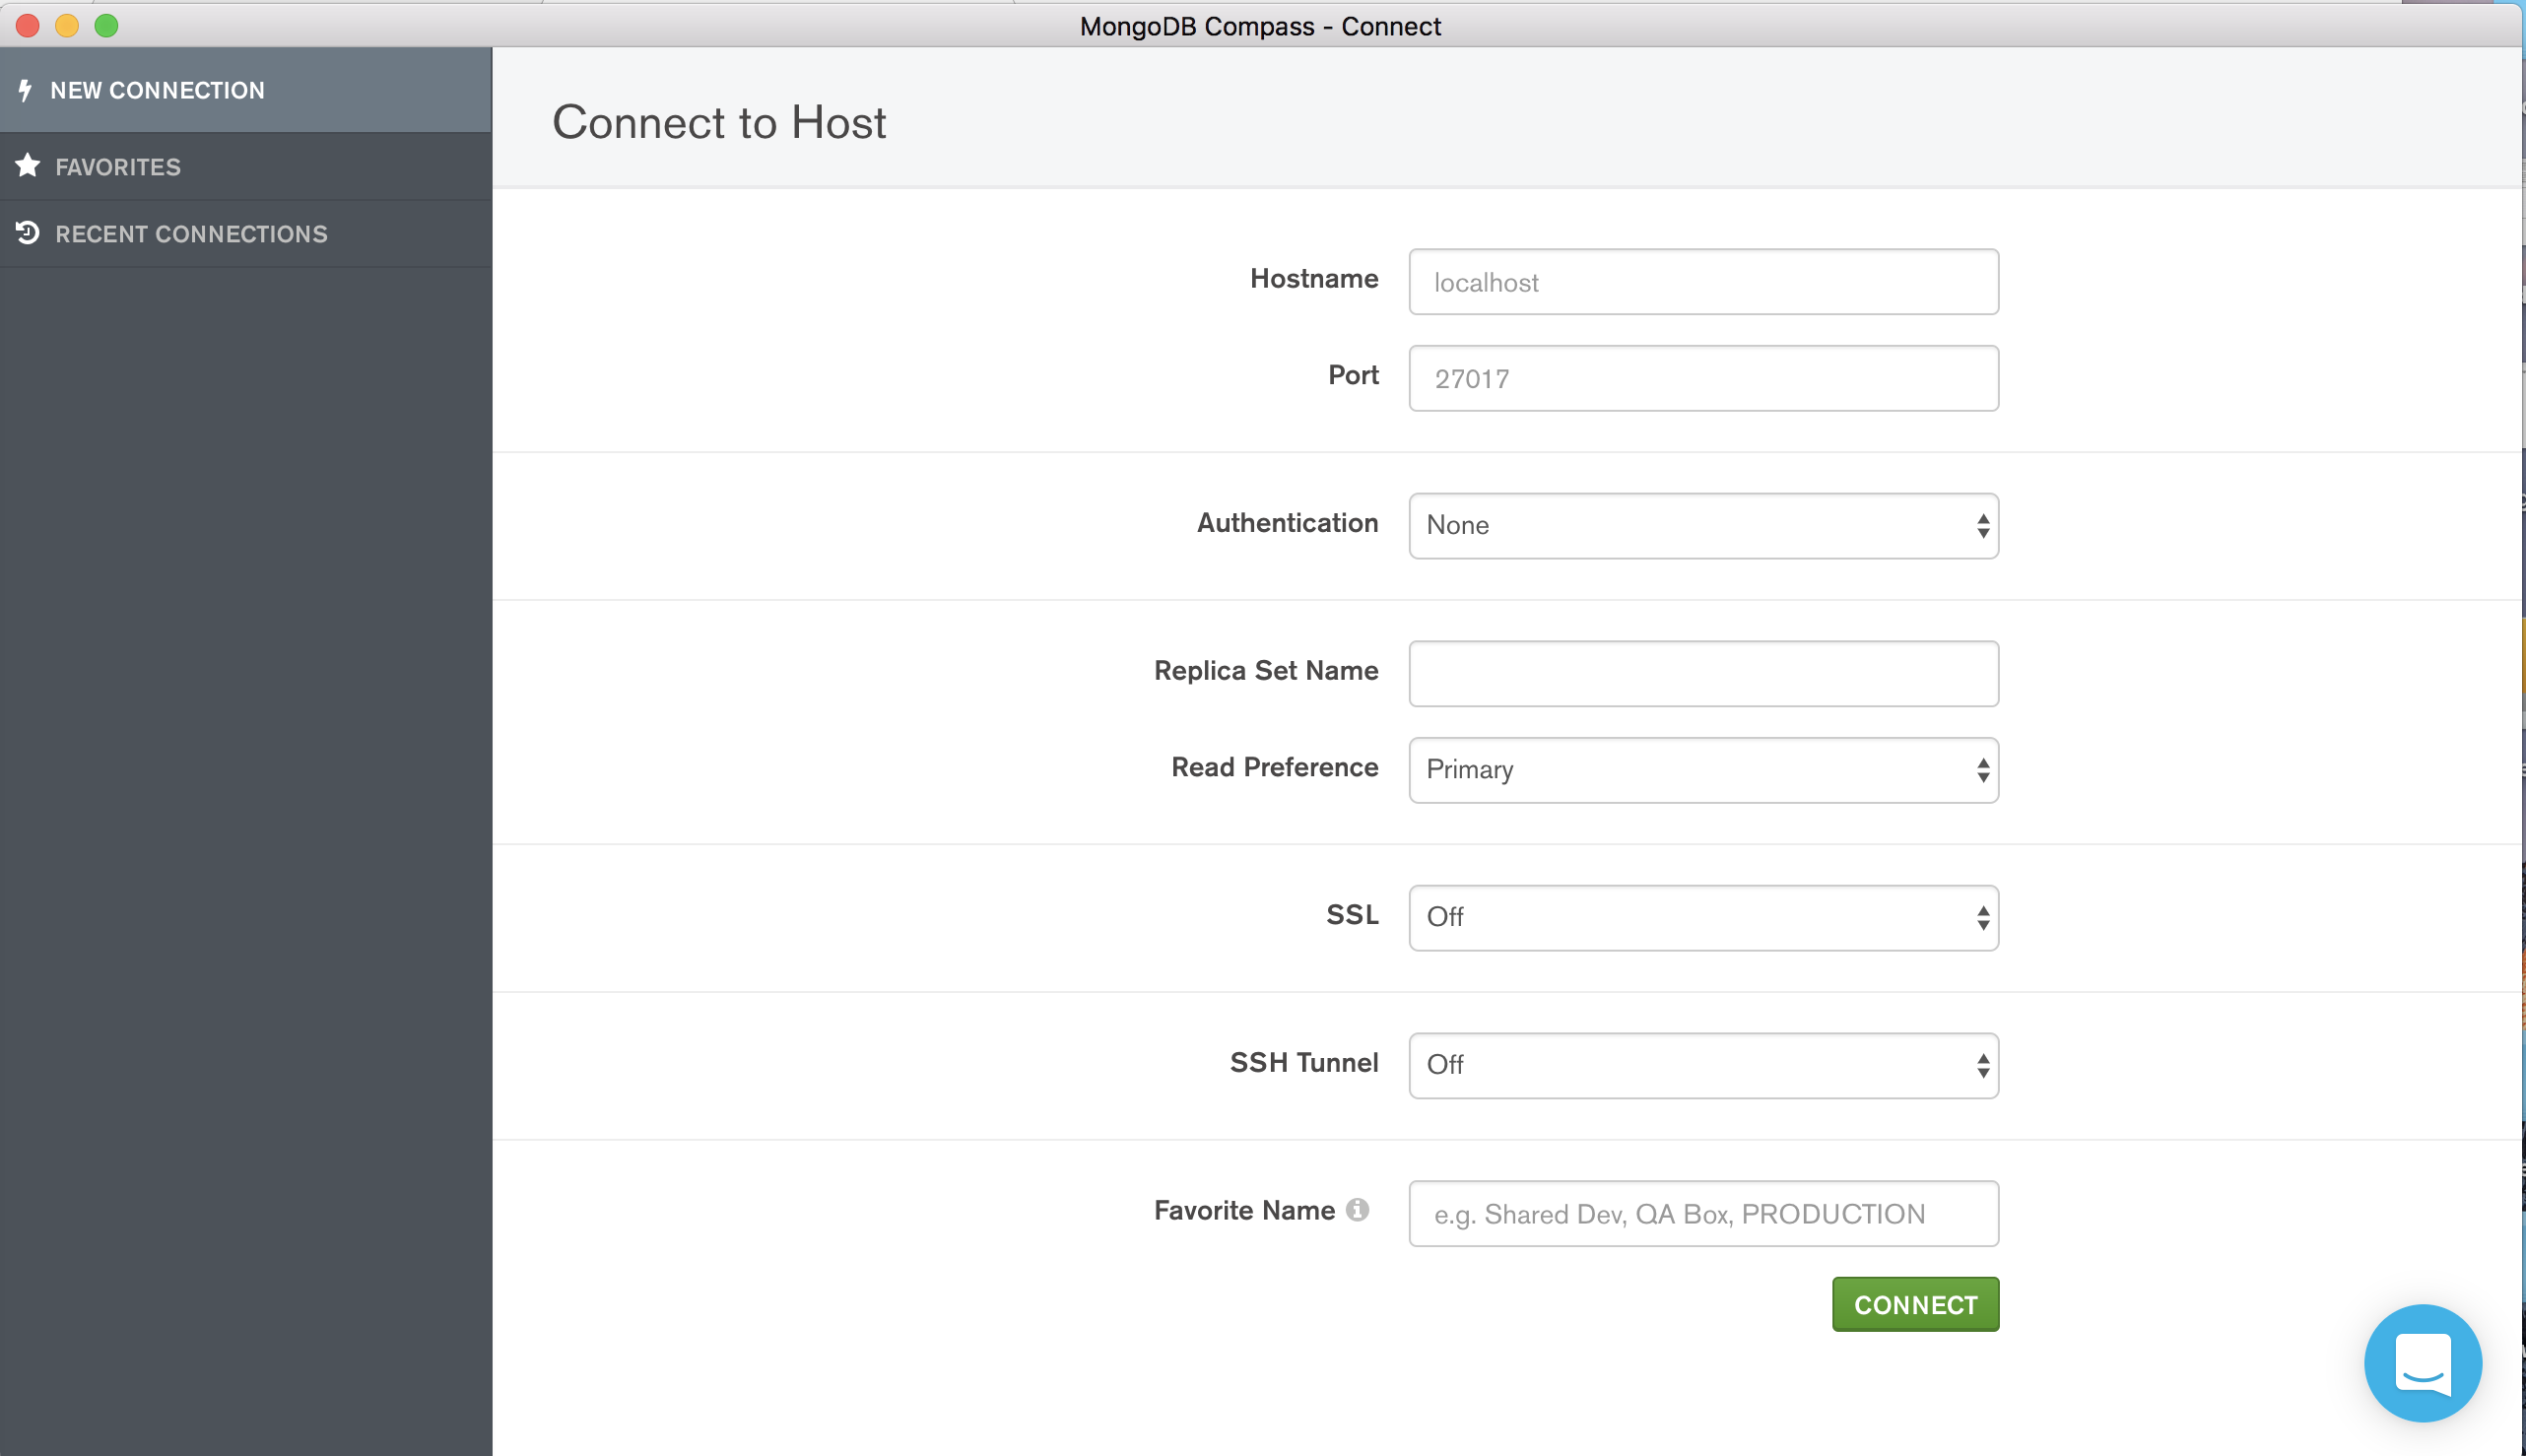 MongoDB Compass - Connect
NEW CONNECTION
FAVORITES
RECENT CONNECTIONS
Connect to Host
Hostname
localhost
Port
27017
Authentication
None
Replica Set Name
Read Preference
Primary
SSL
Off
SSH Tunnel
Off
Favorite Name
e.g. Shared Dev, QA Box, PRODUCTION
CONNECT